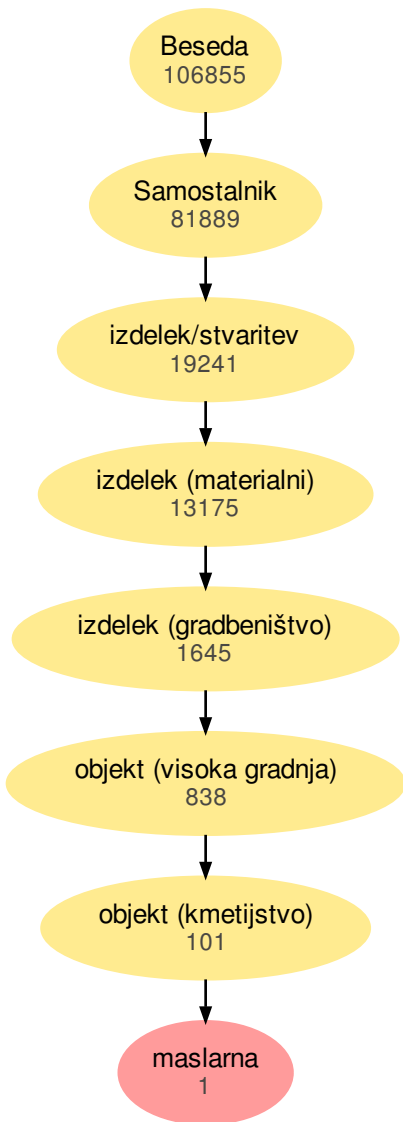 Beseda
106855
Samostalnik
81889
izdelek/stvaritev
19241
izdelek (materialni)
13175
izdelek (gradbeništvo)
1645
objekt (visoka gradnja)
838
objekt (kmetijstvo)
101
maslarna
1